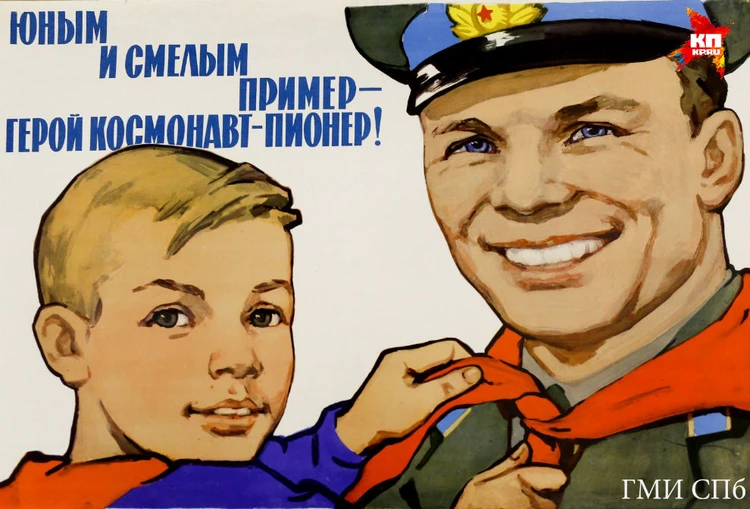 ЮНЫМ
И СМЕЛЫМ
ПРИМЕР–
ГЕРОЙ КОСМОНАВТ-ПИОНЕР!
КП
KP.RU
ГМИ СПб